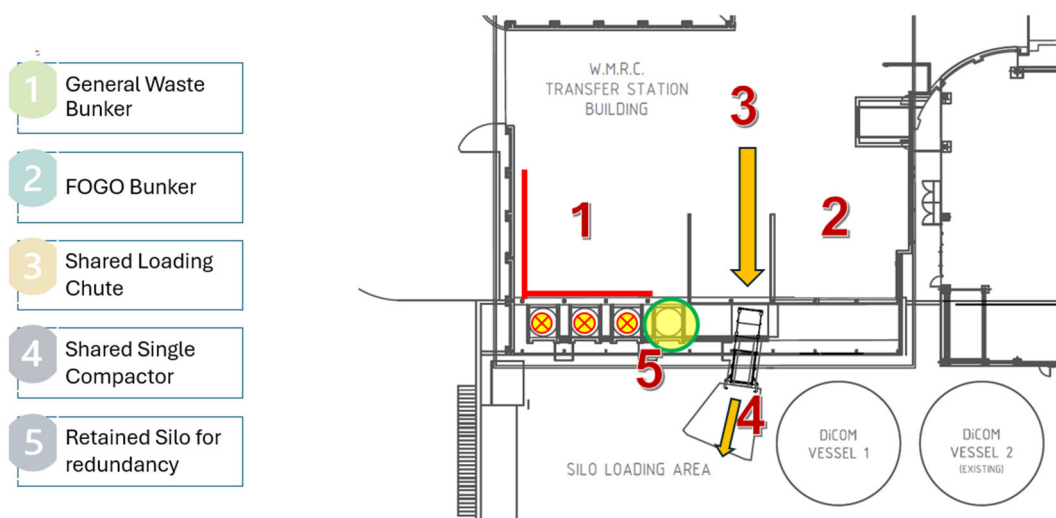 1
General Waste
Bunker
2
FOGO Bunker
3
Shared Loading
Chute
4
Shared Single
Compactor
5
Retained Silo for
redundancy
W.M.R.C.
TRANSFER STATION
BUILDING
3
1
2
5
4
SILO LOADING AREA
DiCOM
VESSEL 1
DiCOM
VESSEL 2
(EXISTING)